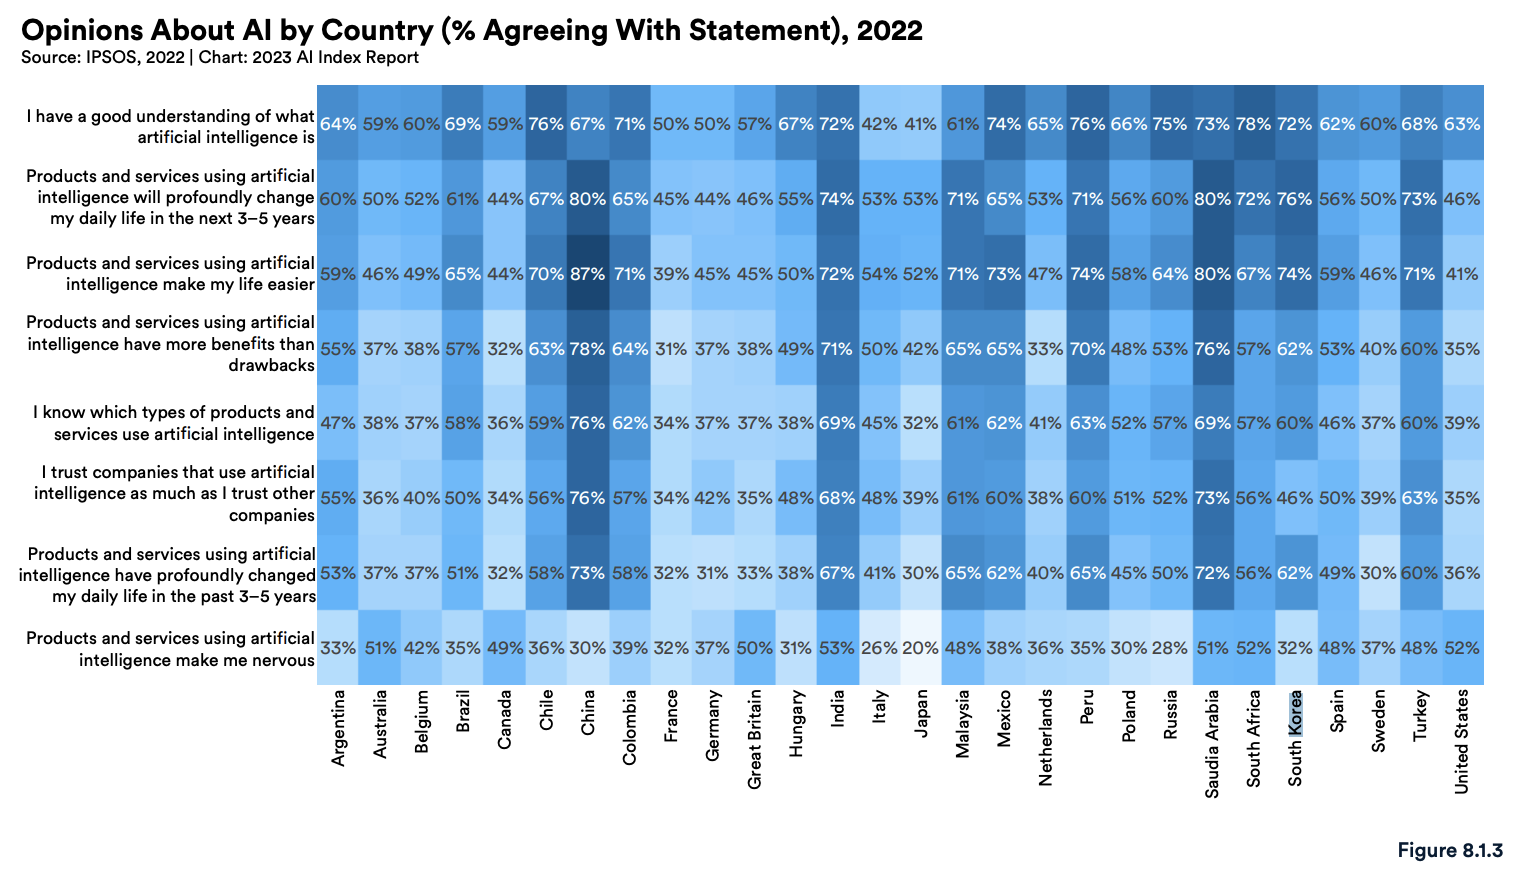 Opinions About AI by Country (% Agreeing With Statement), 2022
Source: IPSOS, 2022 | Chart: 2023 AI Index Report
I have a good understanding of what
artificial intelligence is
64% 59% 60% 69% 59% 76% 67% 71% 50% 50% 57% 67% 72% 42% 41% 61% 74% 65% 76% 66% 75% 73% 78% 72% 62% 60% 68% 63%
Products and services using artificial
intelligence will profoundly change
my daily life in the next 3–5 years
60% 50% 52% 61% 44% 67% 80% 65% 45% 44% 46% 55% 74% 53% 53% 71% 65% 53% 71% 56% 60% 80% 72% 76% 56% 50% 73% 46%
Products and services using artificial
intelligence make my life easier
59% 46% 49% 65% 44% 70% 87% 71% 39% 45% 45% 50% 72% 54% 52% 71% 73% 47% 74% 58% 64% 80% 67% 74% 59% 46% 71% 41%
Products and services using artificial
intelligence have more benefits than
drawbacks
55% 37% 38% 57% 32% 63% 78% 64% 31% 37% 38% 49% 71% 50% 42% 65% 65% 33% 70% 48% 53% 76% 57% 62% 53% 40% 60% 35%
I know which types of products and
services use artificial intelligence
47% 38% 37% 58% 36% 59% 76% 62% 34% 37% 37% 38% 69% 45% 32% 61% 62% 41% 63% 52% 57% 69% 57% 60% 46% 37% 60% 39%
I trust companies that use artificial
intelligence as much as I trust other
companies
55% 36% 40% 50% 34% 56% 76% 57% 34% 42% 35% 48% 68% 48% 39% 61% 60% 38% 60% 51% 52% 73% 56% 46% 50% 39% 63% 35%
Products and services using artificial
intelligence have profoundly changed
my daily life in the past 3–5 years
53% 37% 37% 51% 32% 58% 73% 58% 32% 31% 33% 38% 67% 41% 30% 65% 62% 40% 65% 45% 50% 72% 56% 62% 49% 30% 60% 36%
Products and services using artificial
intelligence make me nervous
33% 51% 42% 35% 49% 36% 30% 39% 32% 37% 50% 31% 53% 26% 20% 48% 38% 36% 35% 30% 28% 51% 52% 32% 48% 37% 48% 52%
Argentina
Australia
Belgium
Brazil
Canada
Chile
China
Colombia
France
Germany
Great Britain
Hungary
India
Italy
Japan
Malaysia
Mexico
Netherlands
Peru
Poland
Russia
Saudia Arabia
South Africa
South Korea
Spain
Sweden
Turkey
United States
Figure 8.1.3